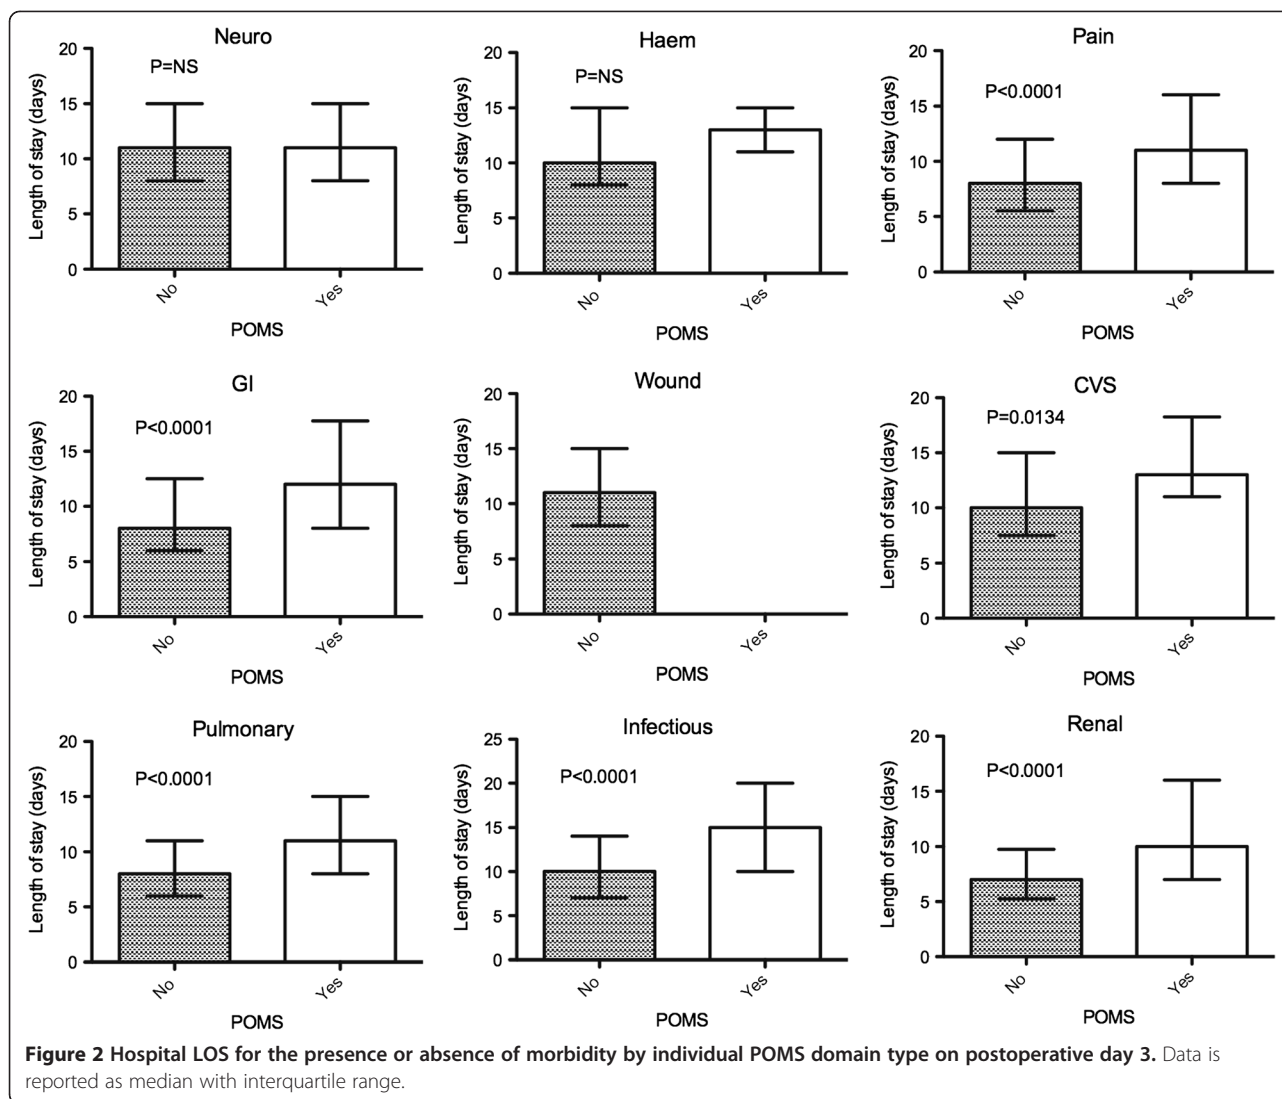 Neuro
20
15
10
5
0
Length of stay (days)
P=NS
No
Yes
POMS
Haem
20
15
10
5
0
Length of stay (days)
P=NS
No
Yes
POMS
Pain
20
15
10
5
0
Length of stay (days)
P<0.0001
No
Yes
POMS
GI
20
15
10
5
0
Length of stay (days)
P<0.0001
No
Yes
POMS
Wound
20
15
10
5
0
Length of stay (days)
No
Yes
POMS
CVS
20
15
10
5
0
Length of stay (days)
P=0.0134
No
Yes
POMS
Pulmonary
20
15
10
5
0
Length of stay (days)
P<0.0001
No
Yes
POMS
Infectious
25
20
15
10
5
0
Length of stay (days)
P<0.0001
No
Yes
POMS
Renal
20
15
10
5
0
Length of stay (days)
P<0.0001
No
Yes
POMS
Figure 2 Hospital LOS for the presence or absence of morbidity by individual POMS domain type on postoperative day 3. Data is
reported as median with interquartile range.